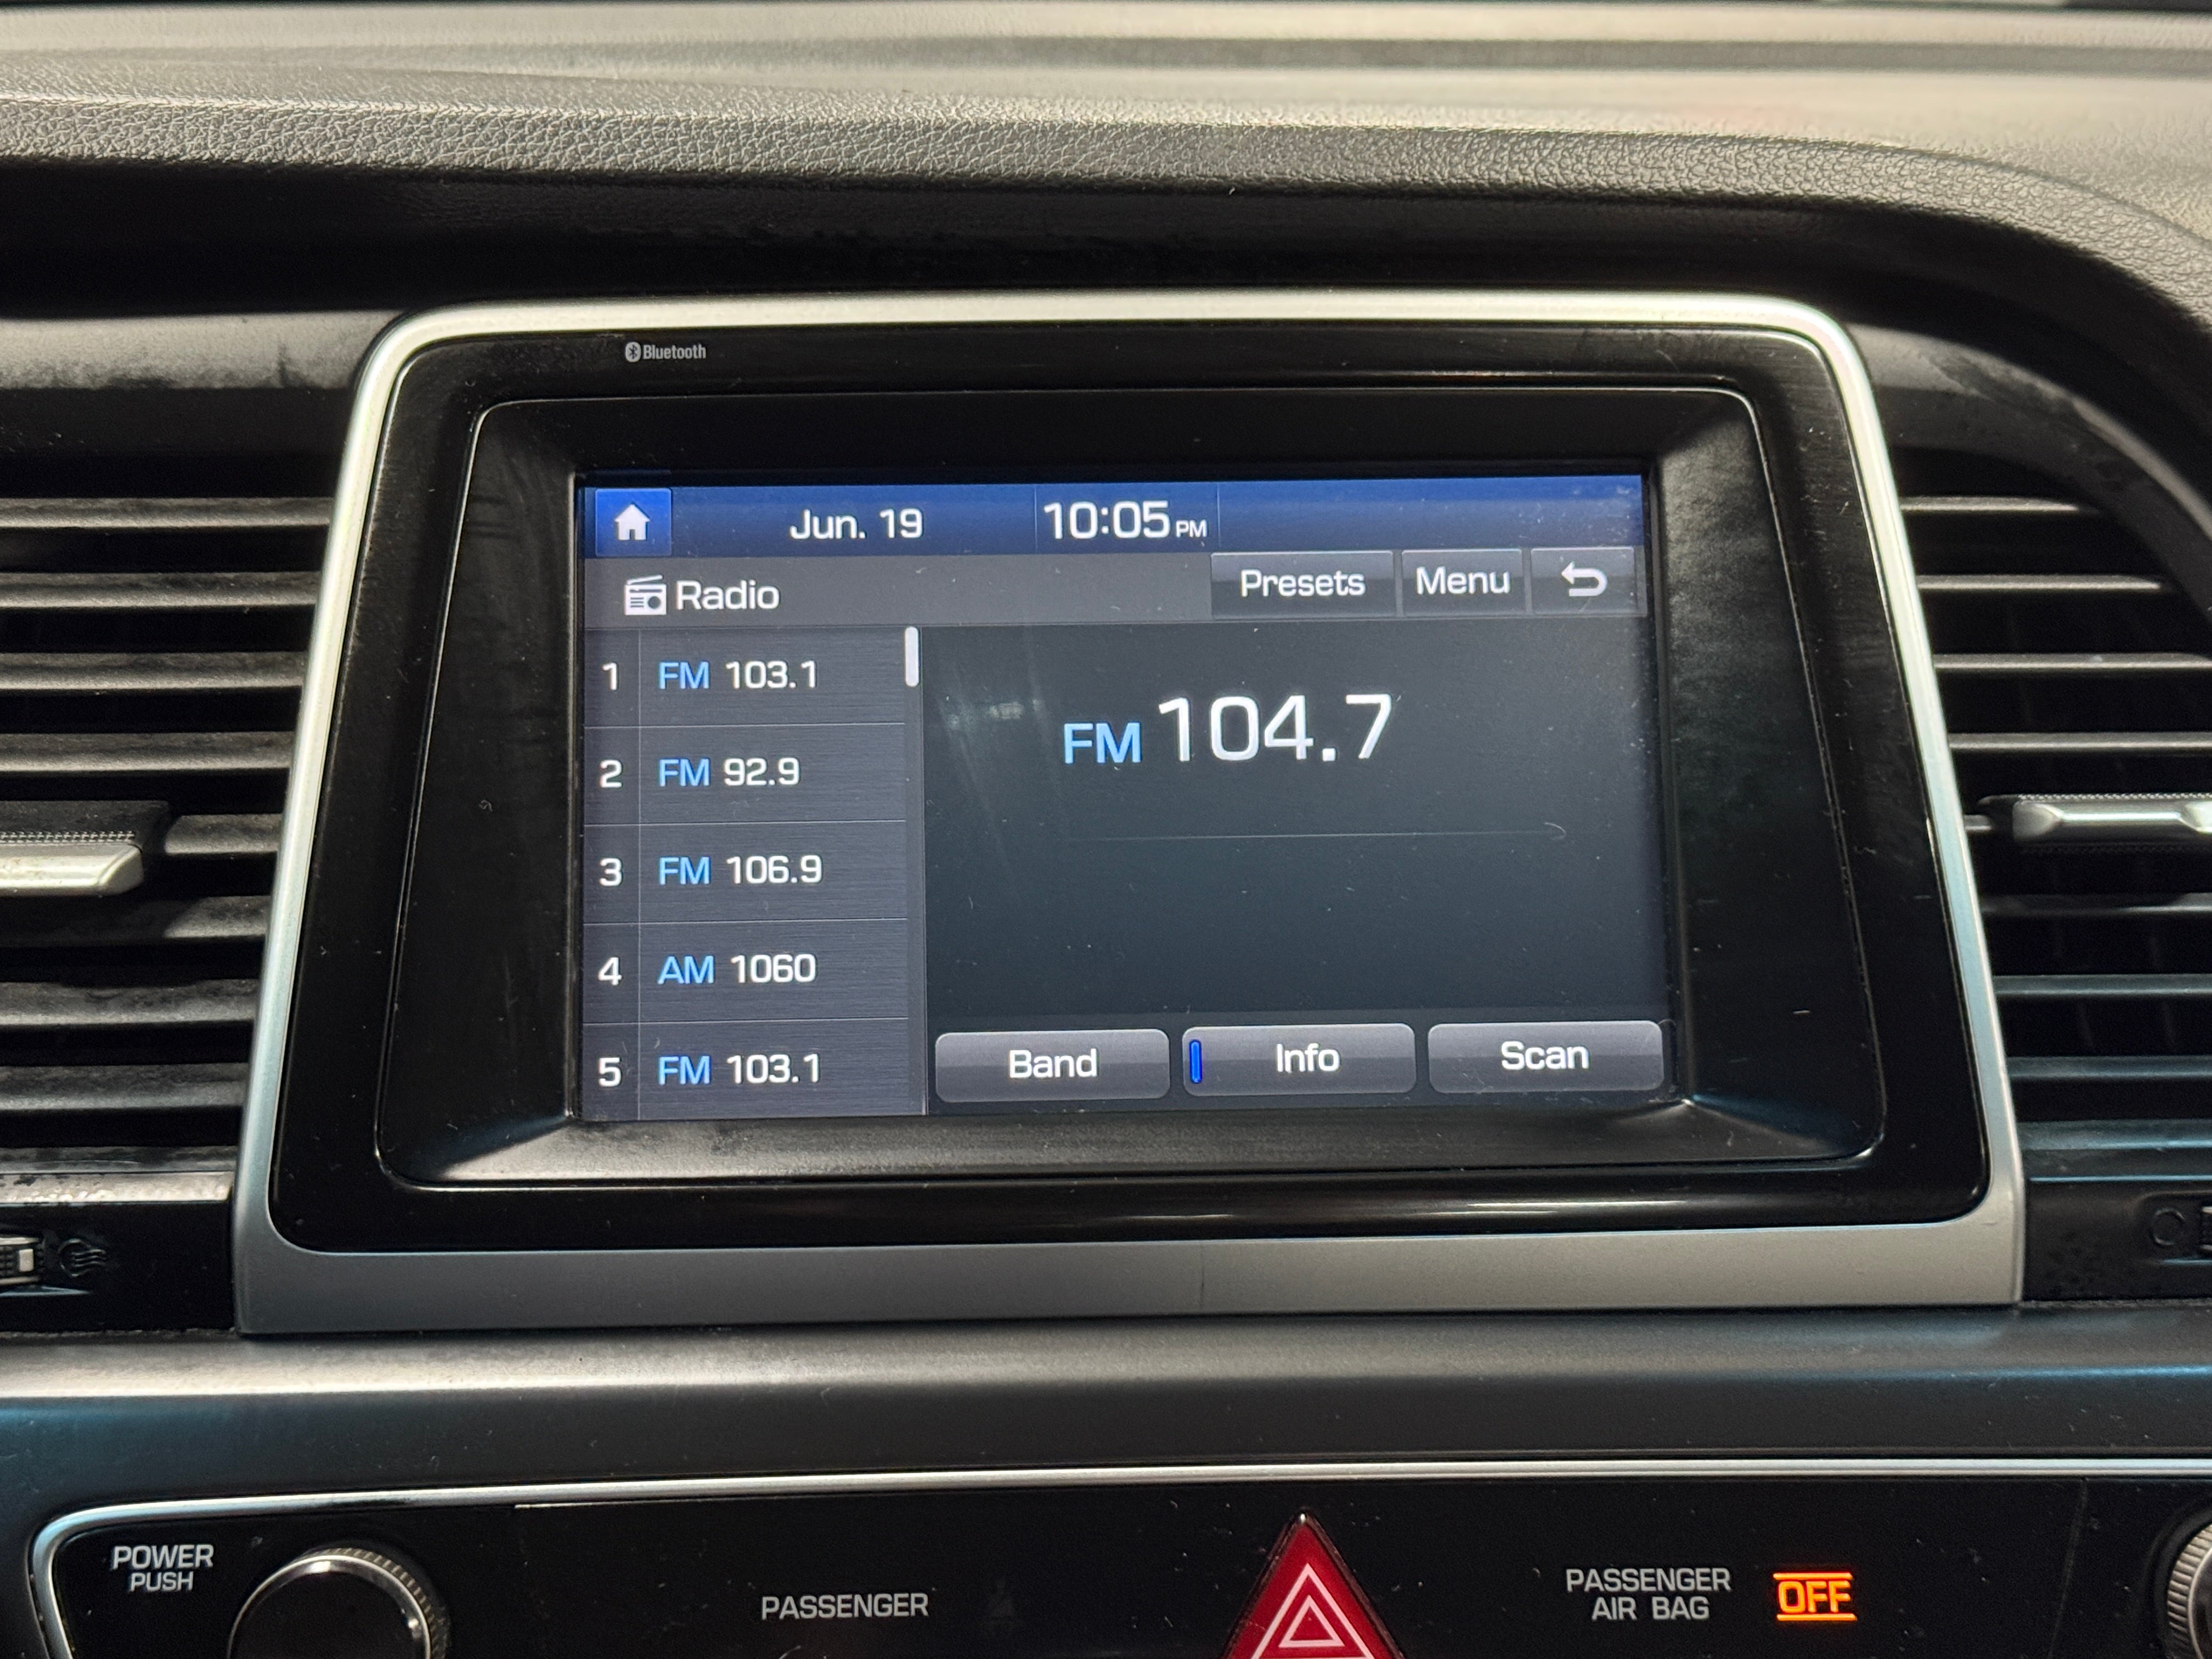 Bluetooth
Jun. 19 10:05 PM
Radio Presets Menu
1 FM 103.1
FM 104.7
2 FM 92.9
3 FM 106.9
4 AM 1060
5 FM 103.1
Band Info Scan
POWER
PUSH
PASSENGER
PASSENGER
AIR BAG
OFF